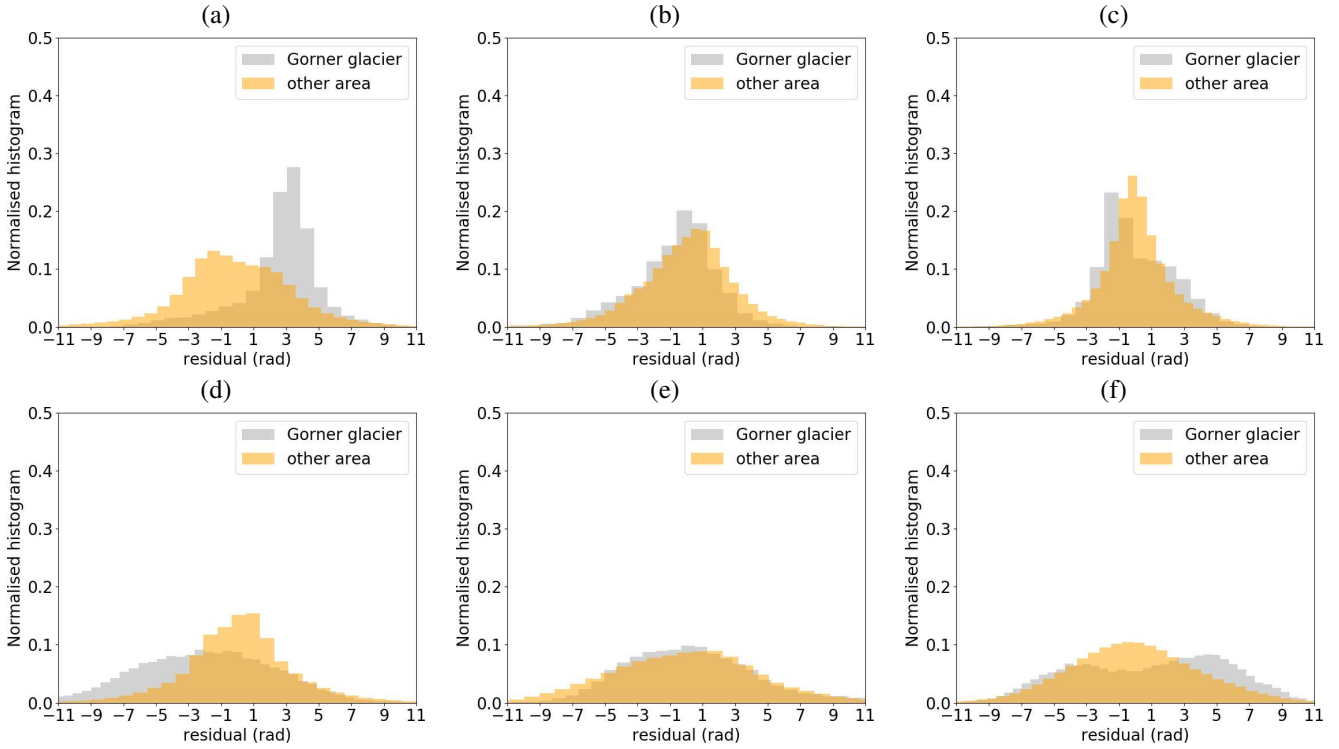 (a)
0.5
0.4
0.3
0.2
0.1
0.0
Normalised histogram
Gorner glacier
other area
−11 −9 −7 −5 −3 −1 1 3 5 7 9 11
residual (rad)
(b)
0.5
0.4
0.3
0.2
0.1
0.0
Normalised histogram
Gorner glacier
other area
−11 −9 −7 −5 −3 −1 1 3 5 7 9 11
residual (rad)
(c)
0.5
0.4
0.3
0.2
0.1
0.0
Normalised histogram
Gorner glacier
other area
−11 −9 −7 −5 −3 −1 1 3 5 7 9 11
residual (rad)
(d)
0.5
0.4
0.3
0.2
0.1
0.0
Normalised histogram
Gorner glacier
other area
−11 −9 −7 −5 −3 −1 1 3 5 7 9 11
residual (rad)
(e)
0.5
0.4
0.3
0.2
0.1
0.0
Normalised histogram
Gorner glacier
other area
−11 −9 −7 −5 −3 −1 1 3 5 7 9 11
residual (rad)
(f)
0.5
0.4
0.3
0.2
0.1
0.0
Normalised histogram
Gorner glacier
other area
−11 −9 −7 −5 −3 −1 1 3 5 7 9 11
residual (rad)